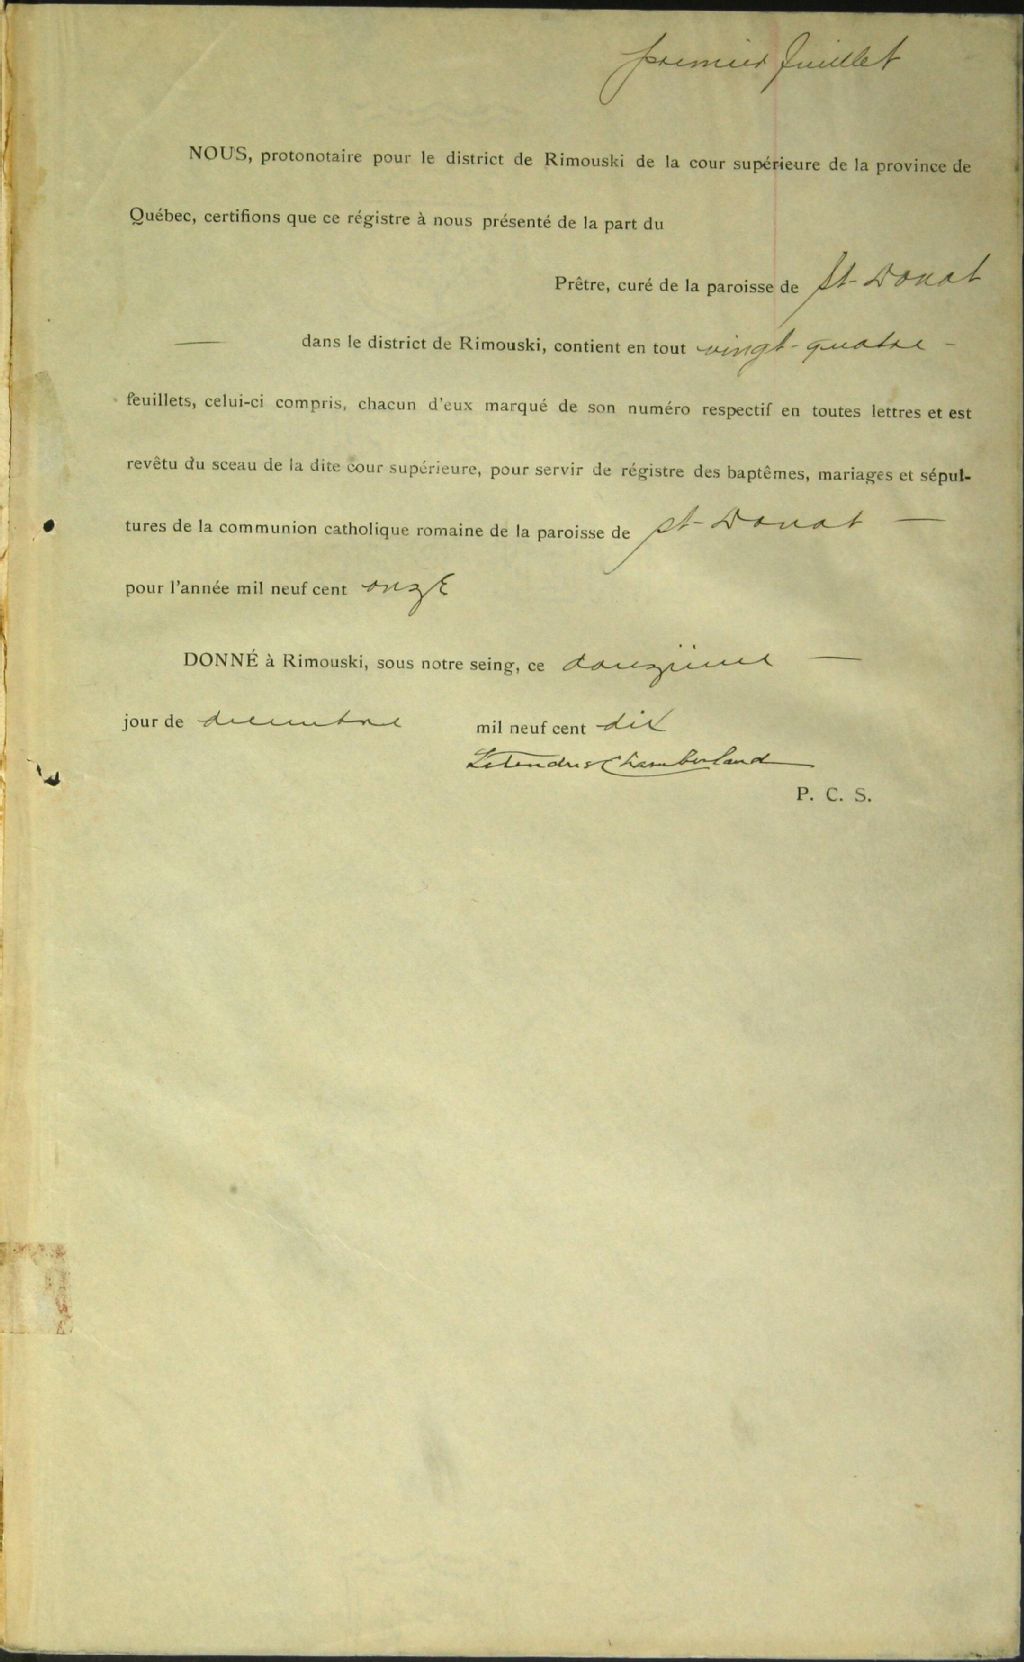 premier feuillet
NOUS, protonotaire pour le district de Rimouski de la cour supérieure de la province de
Québec, certifions que ce régistre à nous présenté de la part du
Prêtre, curé de la paroisse de St-Donat
— dans le district de Rimouski, contient en tout vingt-quatre -
feuillets, celui-ci compris, chacun d'eux marqué de son numéro respectif en toutes lettres et est
revêtu du sceau de la dite cour supérieure, pour servir de régistre des baptêmes, mariages et sépul-
tures de la communion catholique romaine de la paroisse de St-Donat —
pour l'année mil neuf cent onze
DONNÉ à Rimouski, sous notre seing, ce douzième —
jour de décembre mil neuf cent dix
Letendre & Chamberland
P. C. S.